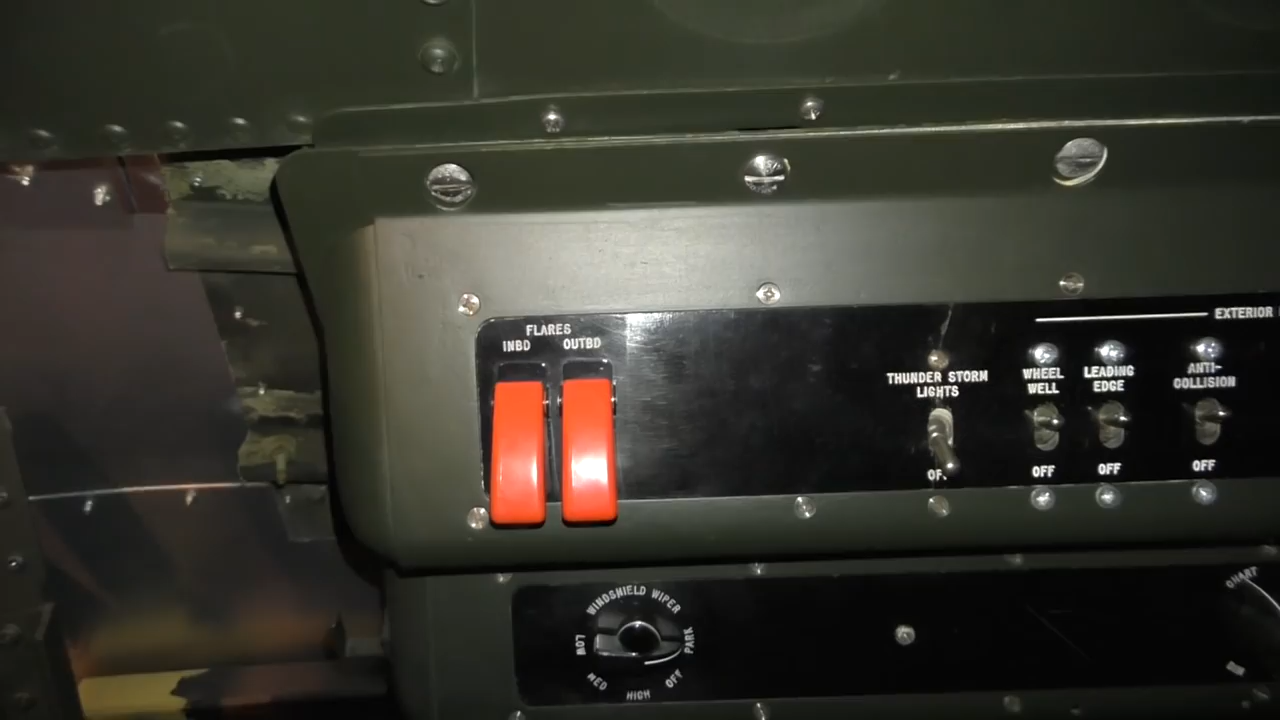 EXTERIOR
FLARES
INBD OUTBD
THUNDER STORM
LIGHTS
WHEEL
WELL
LEADING
EDGE
ANTI-
COLLISION
OFF
OFF
OFF
WINDSHIELD WIPER
LOW
PARK
MED
HIGH
OFF
CHART